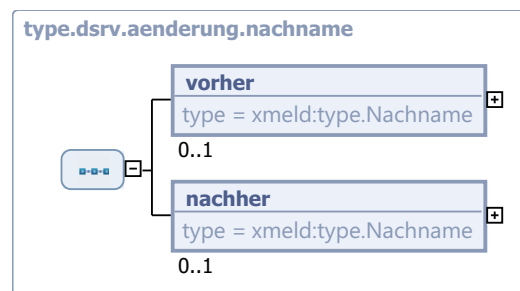 type.dsrv.aenderung.nachname
vorher
type = xmeld:type.Nachname
0..1
nachher
type = xmeld:type.Nachname
0..1